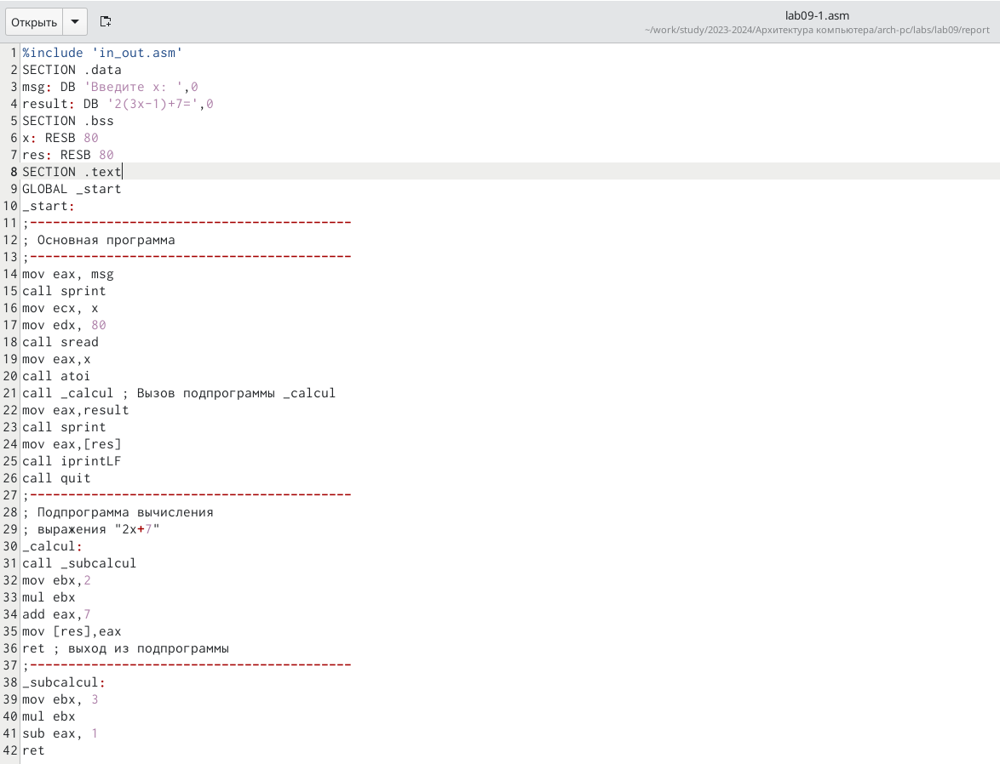 Открыть
lab09-1.asm
~/work/study/2023-2024/Архитектура компьютера/arch-pc/labs/lab09/report
1 %include 'in_out.asm'
2 SECTION .data
3 msg: DB 'Введите x: ',0
4 result: DB '2(3x-1)+7=',0
5 SECTION .bss
6 x: RESB 80
7 res: RESB 80
8 SECTION .text
9 GLOBAL _start
10 _start:
11 ;------------------------------------------
12 ; Основная программа
13 ;------------------------------------------
14 mov eax, msg
15 call sprint
16 mov ecx, x
17 mov edx, 80
18 call sread
19 mov eax,x
20 call atoi
21 call _calcul ; Вызов подпрограммы _calcul
22 mov eax,result
23 call sprint
24 mov eax,[res]
25 call iprintLF
26 call quit
27 ;------------------------------------------
28 ; Подпрограмма вычисления
29 ; выражения "2x+7"
30 _calcul:
31 call _subcalcul
32 mov ebx,2
33 mul ebx
34 add eax,7
35 mov [res],eax
36 ret ; выход из подпрограммы
37 ;------------------------------------------
38 _subcalcul:
39 mov ebx, 3
40 mul ebx
41 sub eax, 1
42 ret